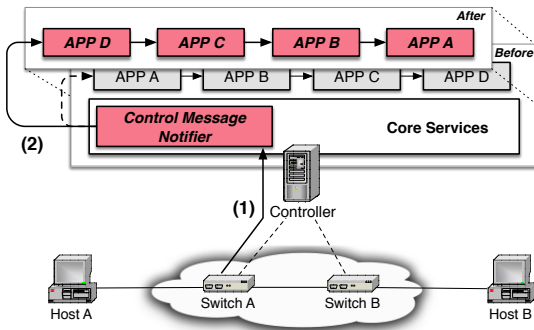 After
APP D
APP C
APP B
APP A
Before
APP A
APP B
APP C
APP D
Control Message
Notifier
Core Services
(2)
(1)
Controller
Host A
Switch A
Switch B
Host B